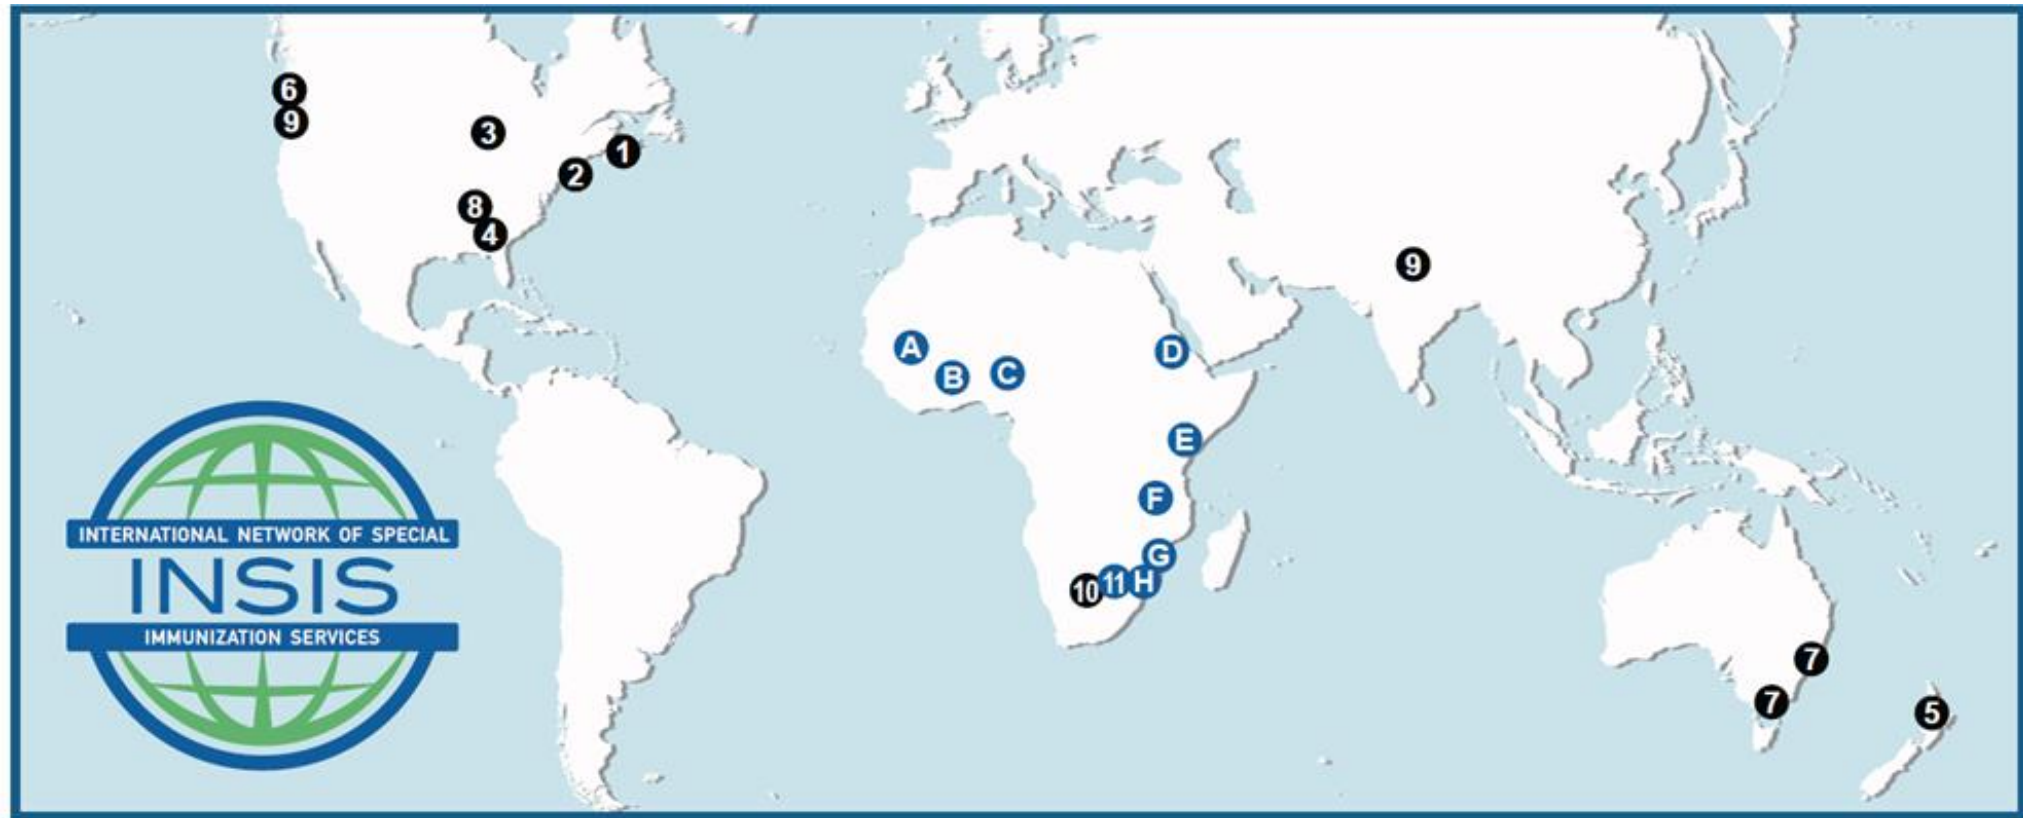 6
9
3
1
2
8
4
9
A
B
C
D
E
F
G
10
11
H
7
7
5
INTERNATIONAL NETWORK OF SPECIAL
INSIS
IMMUNIZATION SERVICES